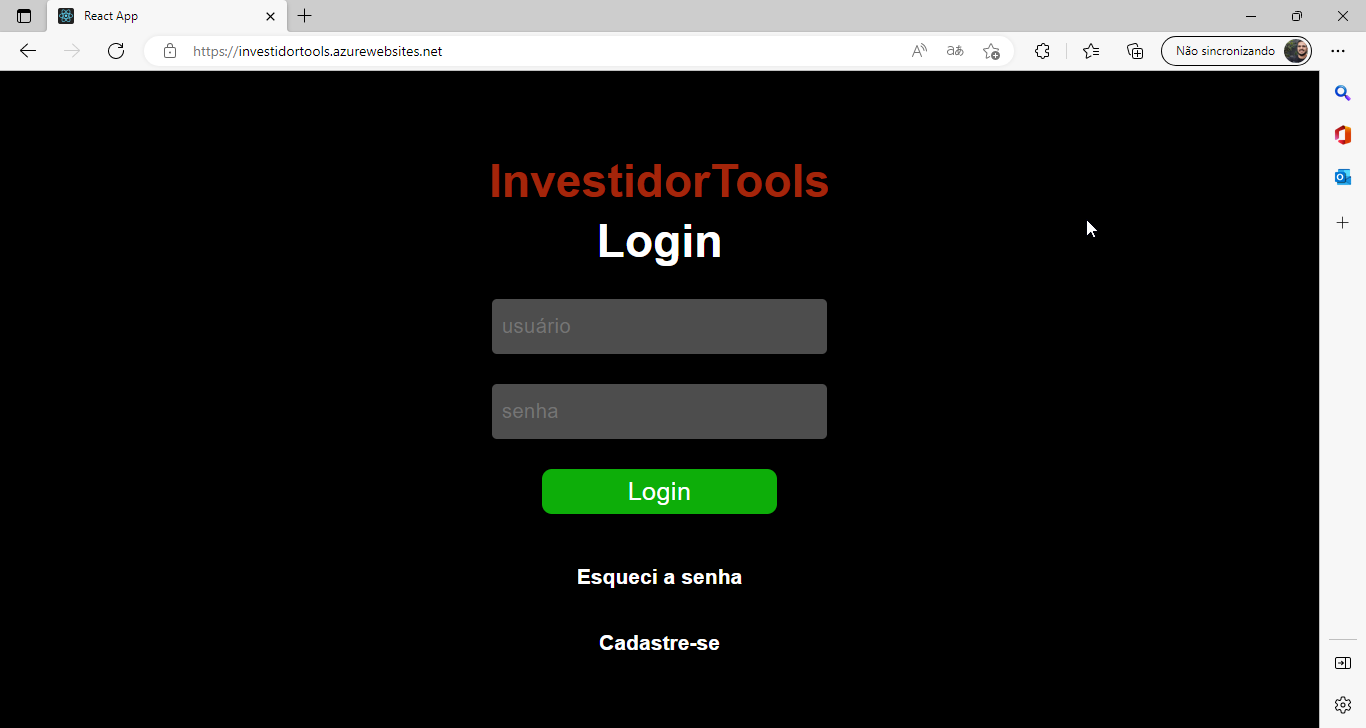 React App
https://investidortools.azurewebsites.net
Não sincronizando
InvestidorTools
Login
usuário
senha
Login
Esqueci a senha
Cadastre-se